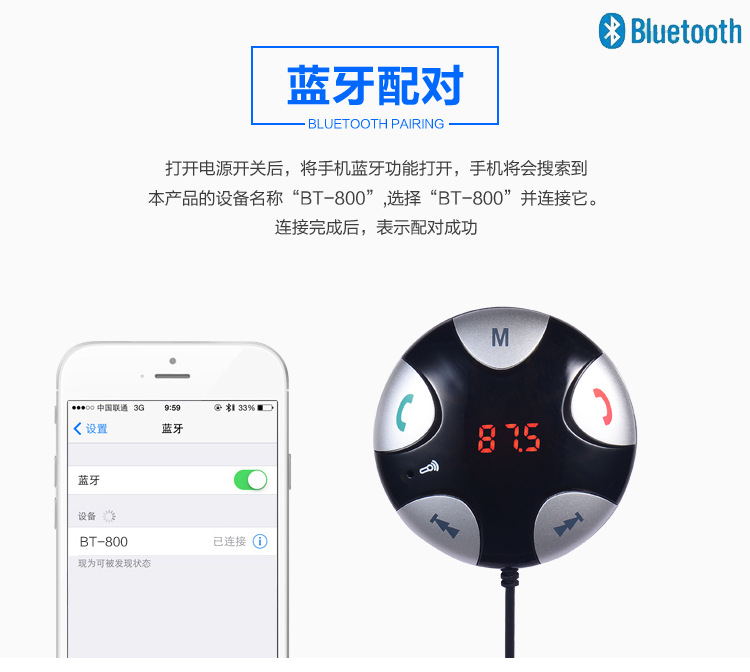 Bluetooth
蓝牙配对
BLUETOOTH PAIRING
打开电源开关后，将手机蓝牙功能打开，手机将会搜索到
本产品的设备名称“BT-800”,选择“BT-800”并连接它。
连接完成后，表示配对成功
M
87.5
中国联通 3G 9:59 33%
设置 蓝牙
蓝牙
设备
BT-800 已连接
现为可被发现状态